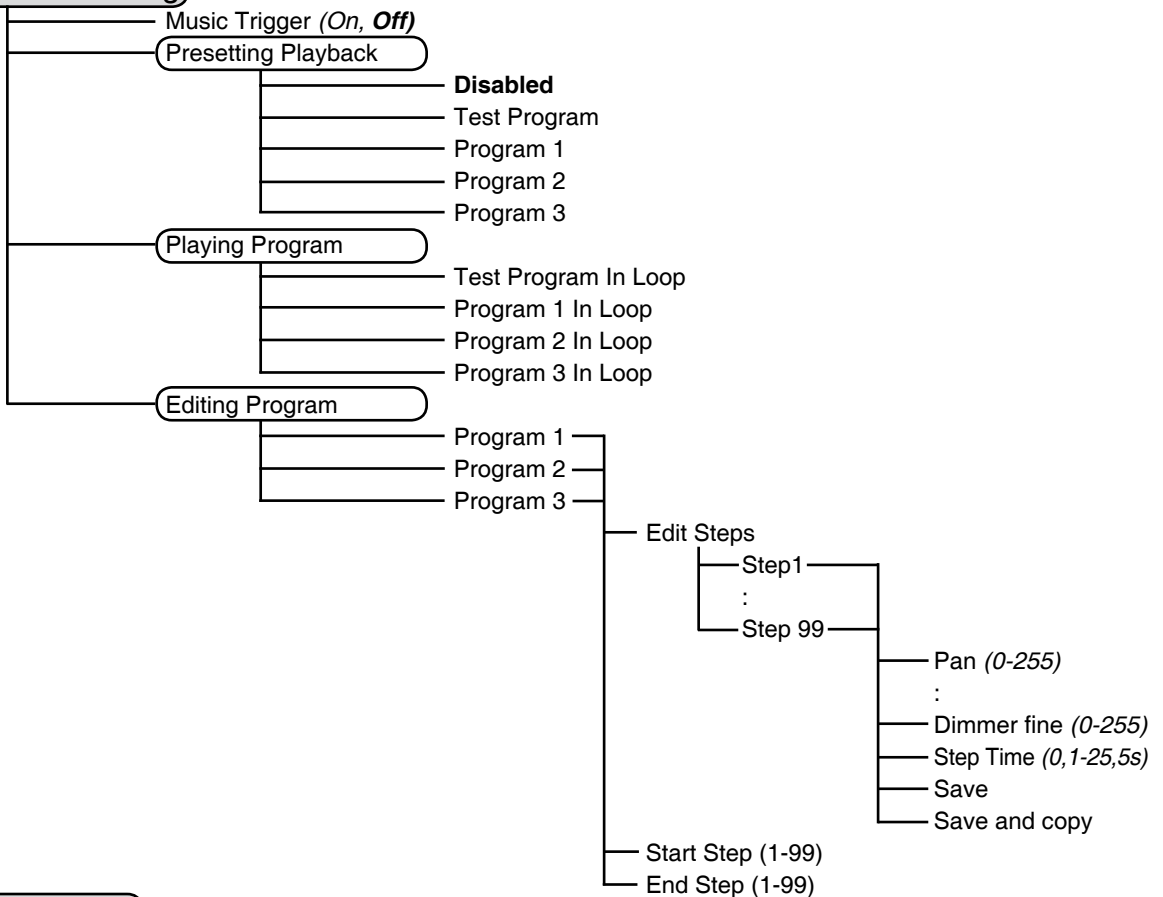 Music Trigger (On, Off)
Presetting Playback
Disabled
Test Program
Program 1
Program 2
Program 3
Playing Program
Test Program In Loop
Program 1 In Loop
Program 2 In Loop
Program 3 In Loop
Editing Program
Program 1
Program 2
Program 3
Edit Steps
Step1
:
Step 99
Pan (0-255)
:
Dimmer fine (0-255)
Step Time (0,1-25,5s)
Save
Save and copy
Start Step (1-99)
End Step (1-99)